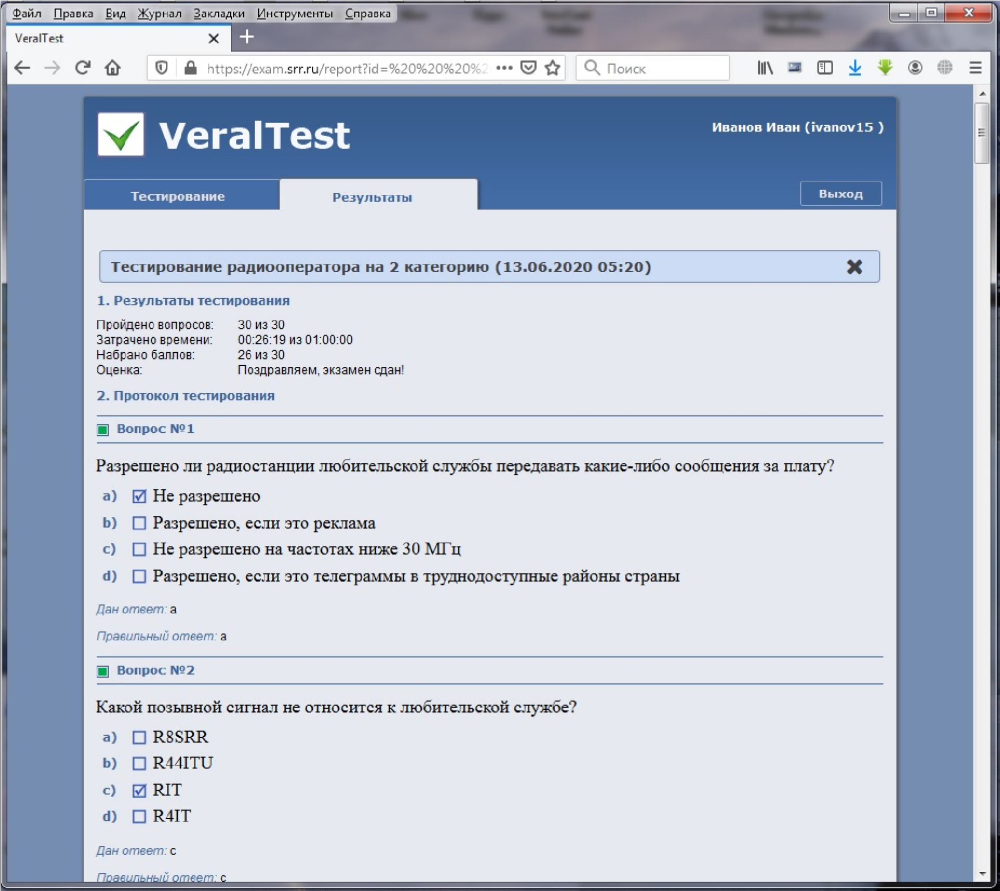 Файл Правка Вид Журнал Закладки Инструменты Справка
VeralTest
https://exam.srr.ru/report?id=%20%20%20%2
Поиск
VeralTest
Иванов Иван (ivanov15 )
Тестирование
Результаты
Выход
Тестирование радиооператора на 2 категорию (13.06.2020 05:20)
1. Результаты тестирования
Пройдено вопросов: 30 из 30
Затрачено времени: 00:26:19 из 01:00:00
Набрано баллов: 26 из 30
Оценка: Поздравляем, экзамен сдан!
2. Протокол тестирования
Вопрос №1
Разрешено ли радиостанции любительской службы передавать какие-либо сообщения за плату?
a) Не разрешено
b) Разрешено, если это реклама
c) Не разрешено на частотах ниже 30 МГц
d) Разрешено, если это телеграммы в труднодоступные районы страны
Дан ответ: a
Правильный ответ: a
Вопрос №2
Какой позывной сигнал не относится к любительской службе?
a) R8SRR
b) R44ITU
c) RIT
d) R4IT
Дан ответ: c
Правильный ответ: c